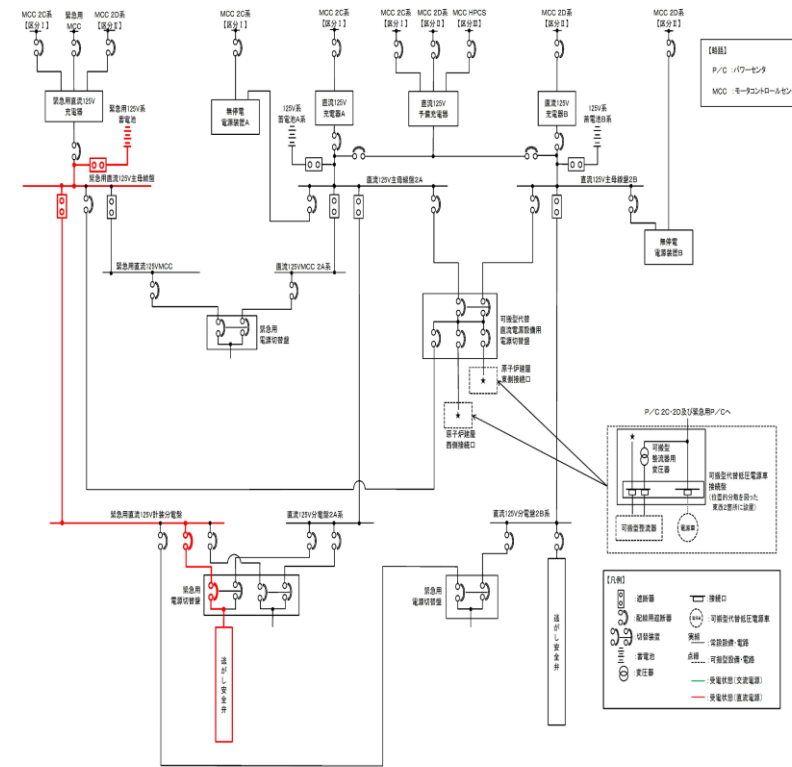 MCC 2C系
【区分Ⅰ】
緊急用
MCC
MCC 2D系
【区分Ⅱ】
MCC 2C系
【区分Ⅰ】
MCC 2C系
【区分Ⅰ】
MCC 2C系
【区分Ⅰ】
MCC 2D系
【区分Ⅱ】
MCC HPCS
【区分Ⅲ】
MCC 2D系
【区分Ⅱ】
MCC 2D系
【区分Ⅱ】
【略語】
P/C :パワーセンタ
MCC :モータコントロールセン
緊急用直流125V
充電器
緊急用125V系
蓄電池
無停電
電源装置A
125V系
蓄電池A系
直流125V
充電器A
直流125V
予備充電器
直流125V
充電器B
125V系
蓄電池B系
緊急用直流125V主母線盤
直流125V主母線盤2A
直流125V主母線盤2B
無停電
電源装置B
緊急用直流125VMCC
直流125VMCC 2A系
緊急用
電源切替盤
可搬型代替
直流電源設備用
電源切替盤
原子炉建屋
東側接続口
原子炉建屋
西側接続口
P/C 2C・2D及び緊急用P/Cへ
可搬型
整流器用
変圧器
可搬型代替低圧電源車
接続盤
(位置的分散を図った
東西2箇所に設置)
可搬型整流器
電源車
緊急用直流125V計装分電盤
直流125V分電盤2A系
直流125V分電盤2B系
緊急用
電源切替盤
緊急用
電源切替盤
逃がし安全弁
逃がし安全弁
【凡例】
:遮断器
:接続口
:配線用遮断器
:可搬型代替低圧電源車
:切替装置
実線
:常設設備・電路
:蓄電池
点線
:可搬型設備・電路
:変圧器
:受電状態(交流電源)
:受電状態(直流電源)